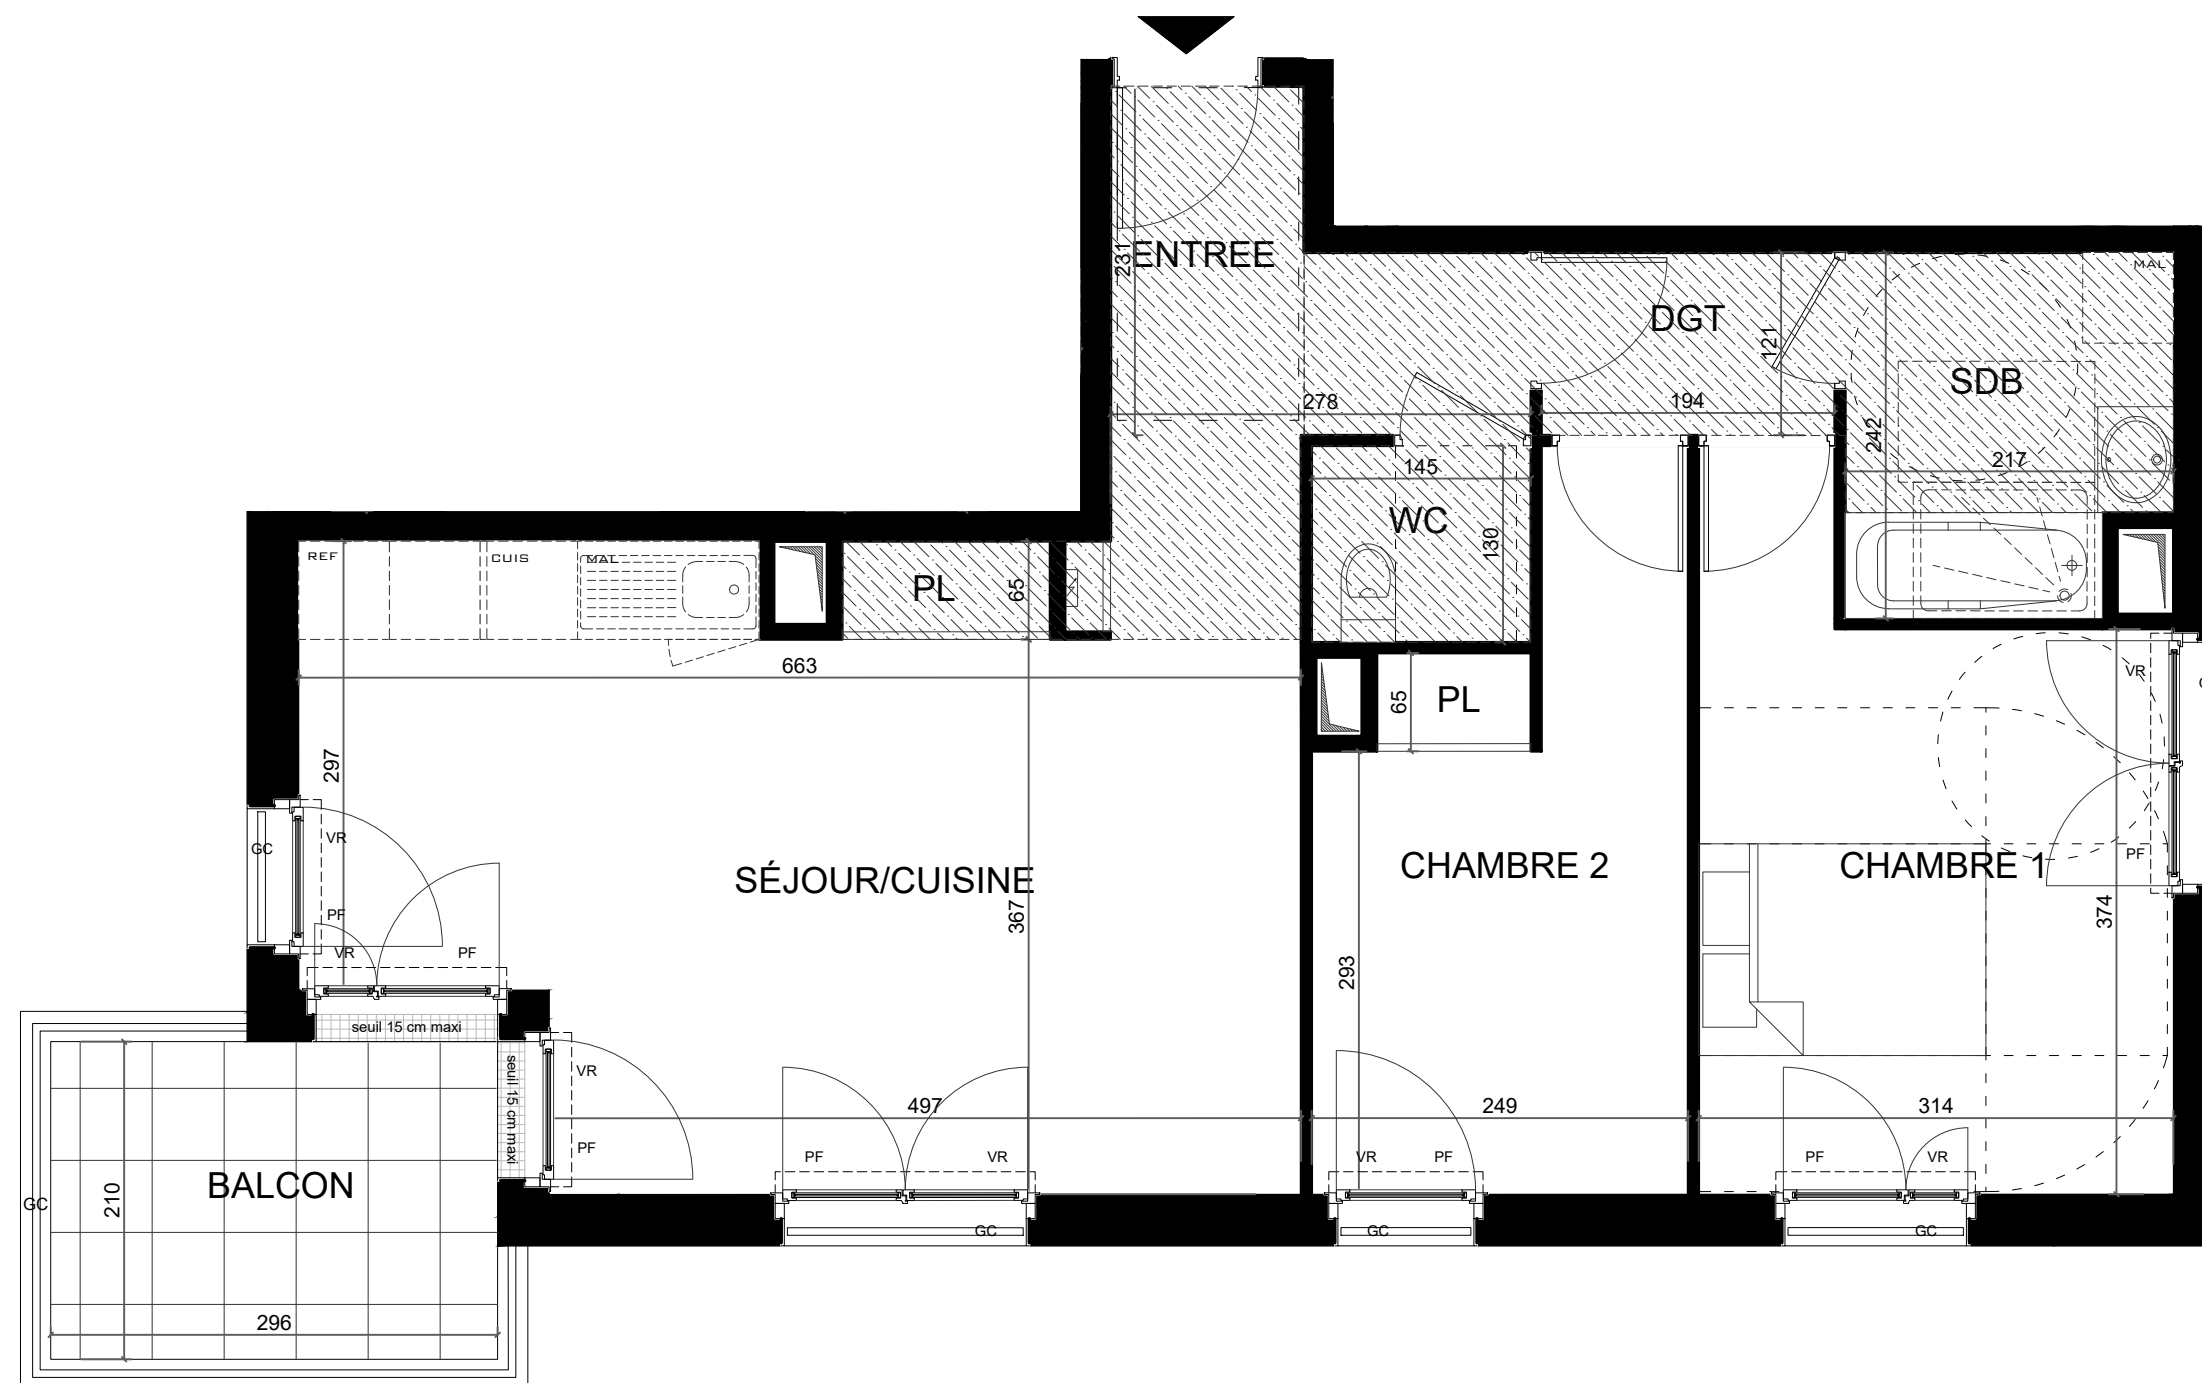 ENTREE
231
MAL
DGT
121
SDB
278
194
242
217
145
WC
130
REF
CUIS
MAL
PL
65
663
PL
65
VR
297
VR
GC
PF
VR
PF
SÉJOUR/CUISINE
367
CHAMBRE 2
CHAMBRE 1
PF
374
293
seuil 15 cm maxi
seuil 15 cm maxi
VR
PF
497
249
314
PF
VR
VR
PF
PF
VR
BALCON
210
GC
GC
GC
GC
296